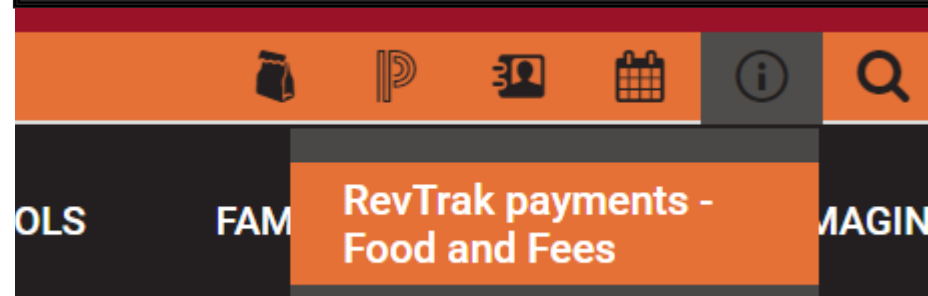 OLS
FAM
RevTrak payments -
Food and Fees
MAGIN